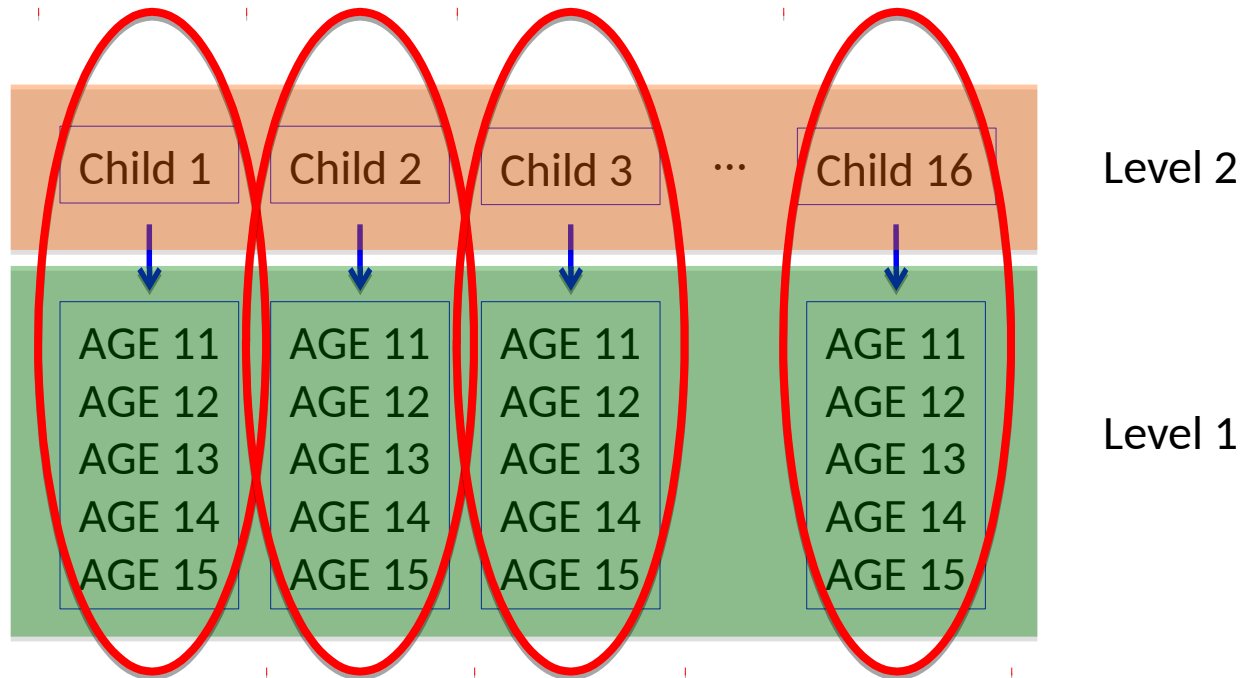 Child 1 Child 2 Child 3 ... Child 16 Level 2
AGE 11 AGE 11 AGE 11 AGE 11
AGE 12 AGE 12 AGE 12 AGE 12
Level 1
AGE 13 AGE 13 AGE 13 AGE 13
AGE 14 AGE 14 AGE 14 AGE 14
AGE 15 AGE 15 AGE 15 AGE 15